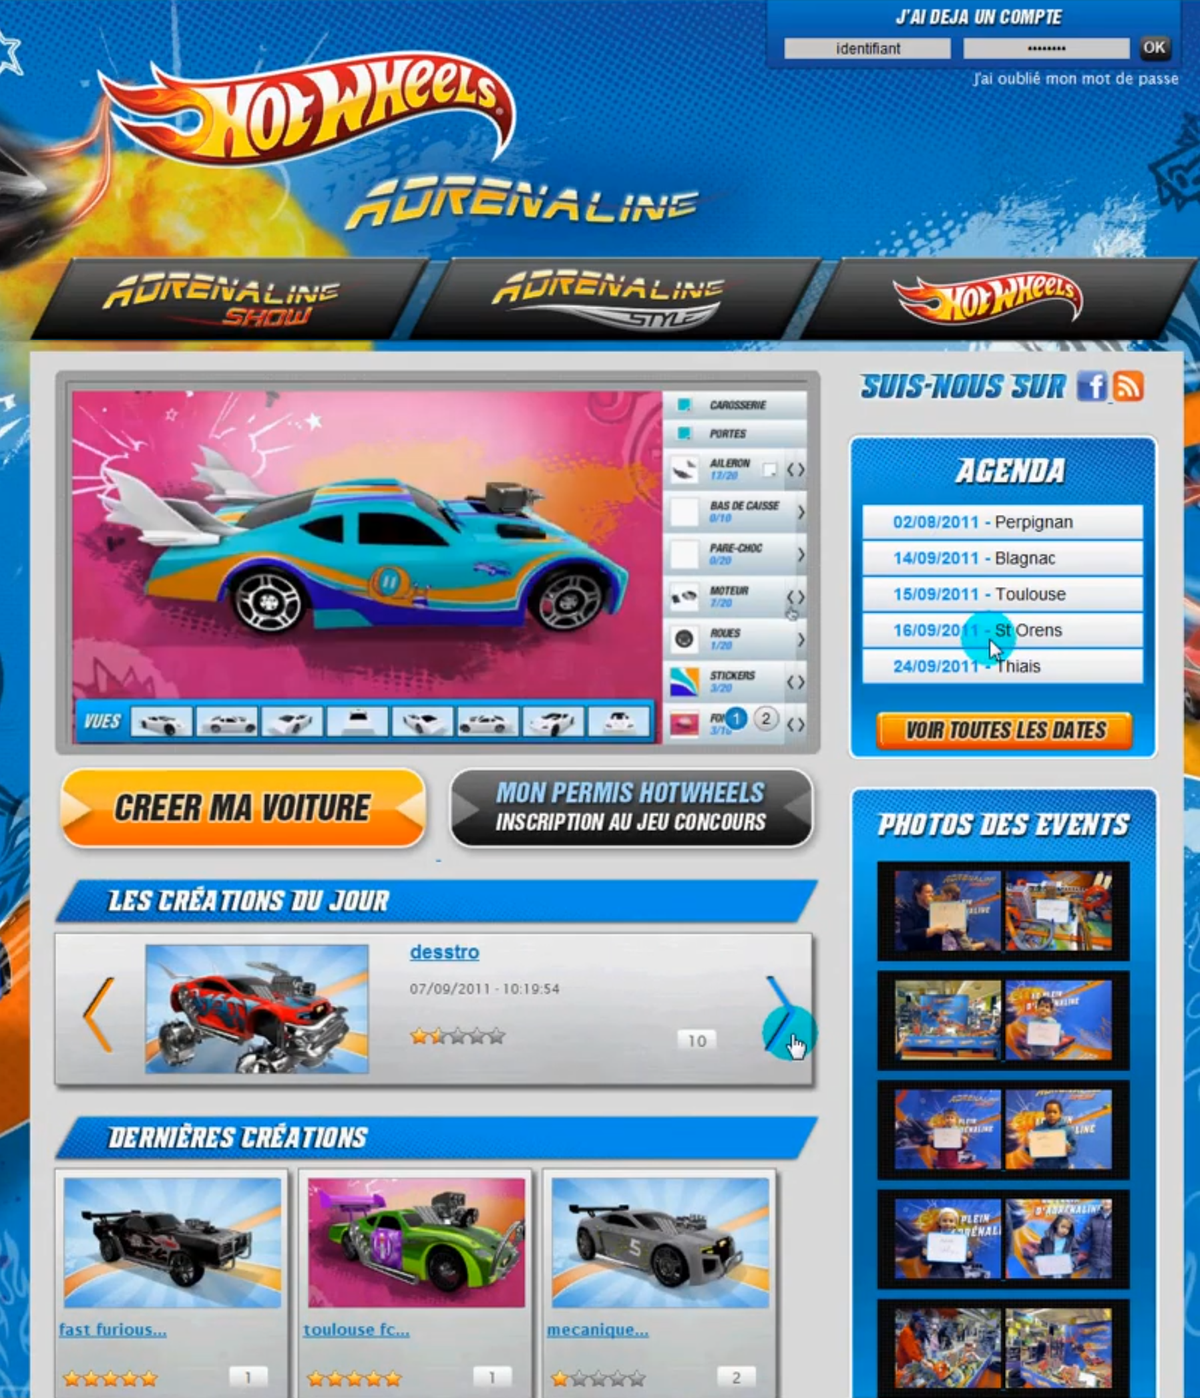 J'AI DEJA UN COMPTE
identifiant
OK
J'ai oublié mon mot de passe
HOT WHEELS
ADRENALINE
ADRENALINE SHOW
ADRENALINE STYLE
HOT WHEELS
CAROSSERIE
PORTES
AILERON
17/20
BAS DE CAISSE
0/10
PARE-CHOC
0/20
MOTEUR
7/20
ROUES
1/20
STICKERS
3/20
1 2
VUES
SUIS-NOUS SUR
AGENDA
02/08/2011 - Perpignan
14/09/2011 - Blagnac
15/09/2011 - Toulouse
16/09/2011 - St Orens
24/09/2011 - Thiais
VOIR TOUTES LES DATES
CREER MA VOITURE
MON PERMIS HOTWHEELS
INSCRIPTION AU JEU CONCOURS
PHOTOS DES EVENTS
LES CRÉATIONS DU JOUR
desstro
07/09/2011 - 10:19:54
10
DERNIÈRES CRÉATIONS
5
fast furious...
toulouse fc...
mecanique...
1
1
2